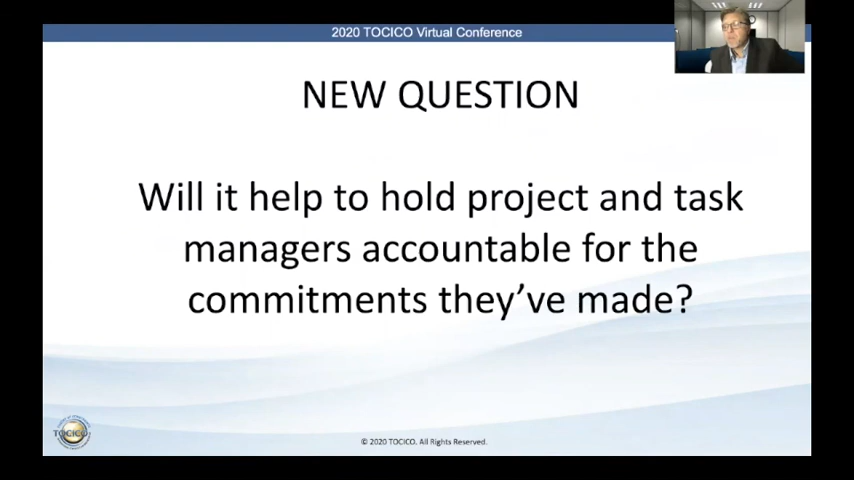 2020 TOCICO Virtual Conference
NEW QUESTION
Will it help to hold project and task
managers accountable for the
commitments they’ve made?
TOCICO
© 2020 TOCICO. All Rights Reserved.